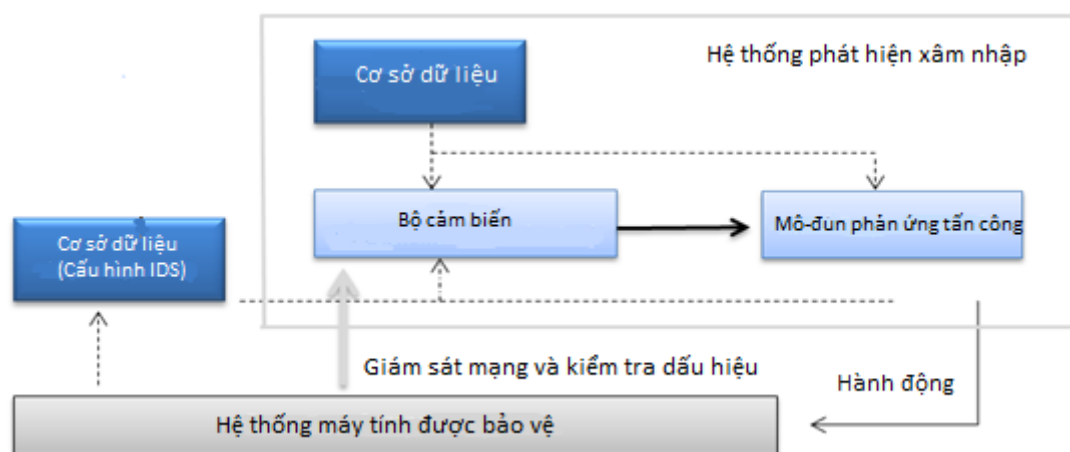 Hệ thống phát hiện xâm nhập
Cơ sở dữ liệu
Bộ cảm biến
Mô-đun phản ứng tấn công
Cơ sở dữ liệu
(Cấu hình IDS)
Giám sát mạng và kiểm tra dấu hiệu
Hành động
Hệ thống máy tính được bảo vệ